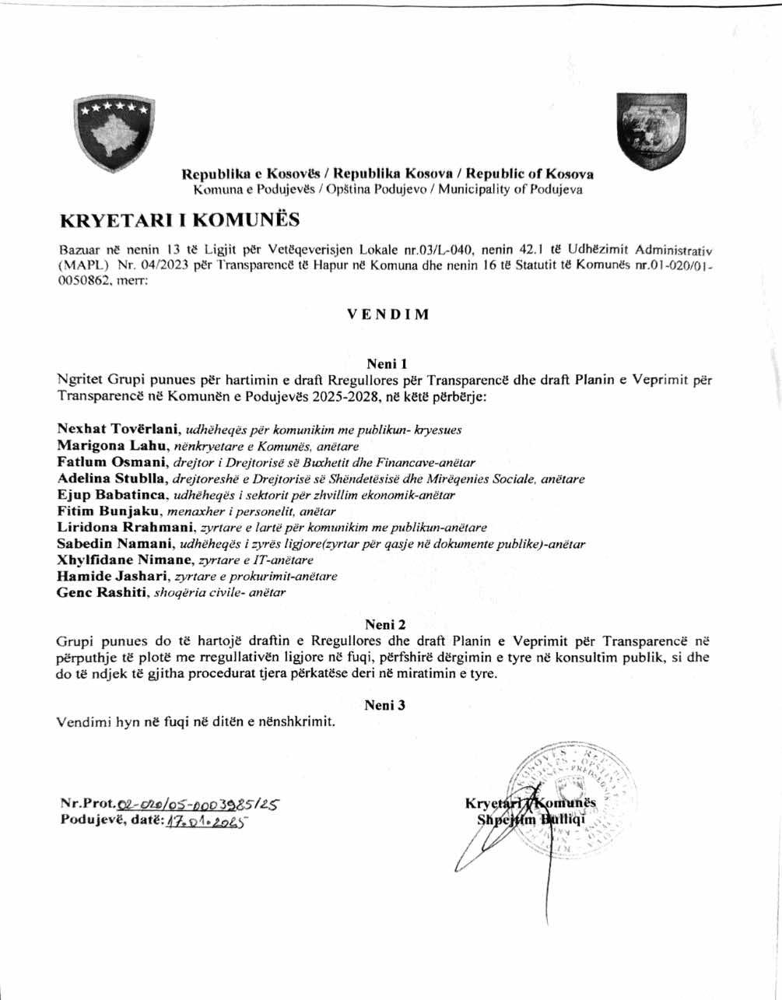 Republika e Kosovës / Republika Kosova / Republic of Kosova
Komuna e Podujevës / Opština Podujevo / Municipality of Podujeva
KRYETARI I KOMUNËS
Bazuar në nenin 13 të Ligjit për Vetëqeverisjen Lokale nr.03/L-040, nenin 42.1 të Udhëzimit Administrativ
(MAPL) Nr. 04/2023 për Transparencë të Hapur në Komuna dhe nenin 16 të Statutit të Komunës nr.01-020/01-
0050862, merr:
VENDIM
Neni 1
Ngritet Grupi punues për hartimin e draft Rregullores për Transparencë dhe draft Planin e Veprimit për
Transparencë në Komunën e Podujevës 2025-2028, në këtë përbërje:
Nexhat Tovërlani, udhëheqës për komunikim me publikun- kryesues
Marigona Lahu, nënkryetare e Komunës, anëtare
Fatlum Osmani, drejtor i Drejtorisë së Buxhetit dhe Financave-anëtar
Adelina Stublla, drejtoreshë e Drejtorisë së Shëndetësisë dhe Mirëqenies Sociale, anëtare
Ejup Babatinca, udhëheqës i sektorit për zhvillim ekonomik-anëtar
Fitim Bunjaku, menaxher i personelit, anëtar
Liridona Rrahmani, zyrtare e lartë për komunikim me publikun-anëtare
Sabedin Namani, udhëheqës i zyrës ligjore(zyrtar për qasje në dokumente publike)-anëtar
Xhylfidane Nimane, zyrtare e IT-anëtare
Hamide Jashari, zyrtare e prokurimit-anëtare
Genc Rashiti, shoqëria civile- anëtar
Neni 2
Grupi punues do të hartojë draftin e Rregullores dhe draft Planin e Veprimit për Transparencë në
përputhje të plotë me rregullativën ligjore në fuqi, përfshirë dërgimin e tyre në konsultim publik, si dhe
do të ndjek të gjitha procedurat tjera përkatëse deri në miratimin e tyre.
Neni 3
Vendimi hyn në fuqi në ditën e nënshkrimit.
Nr.Prot.02-020/05-0003985/25
Podujevë, datë: 17.01.2025
Kryetari i Komunës
Shpejtim Bulliqi